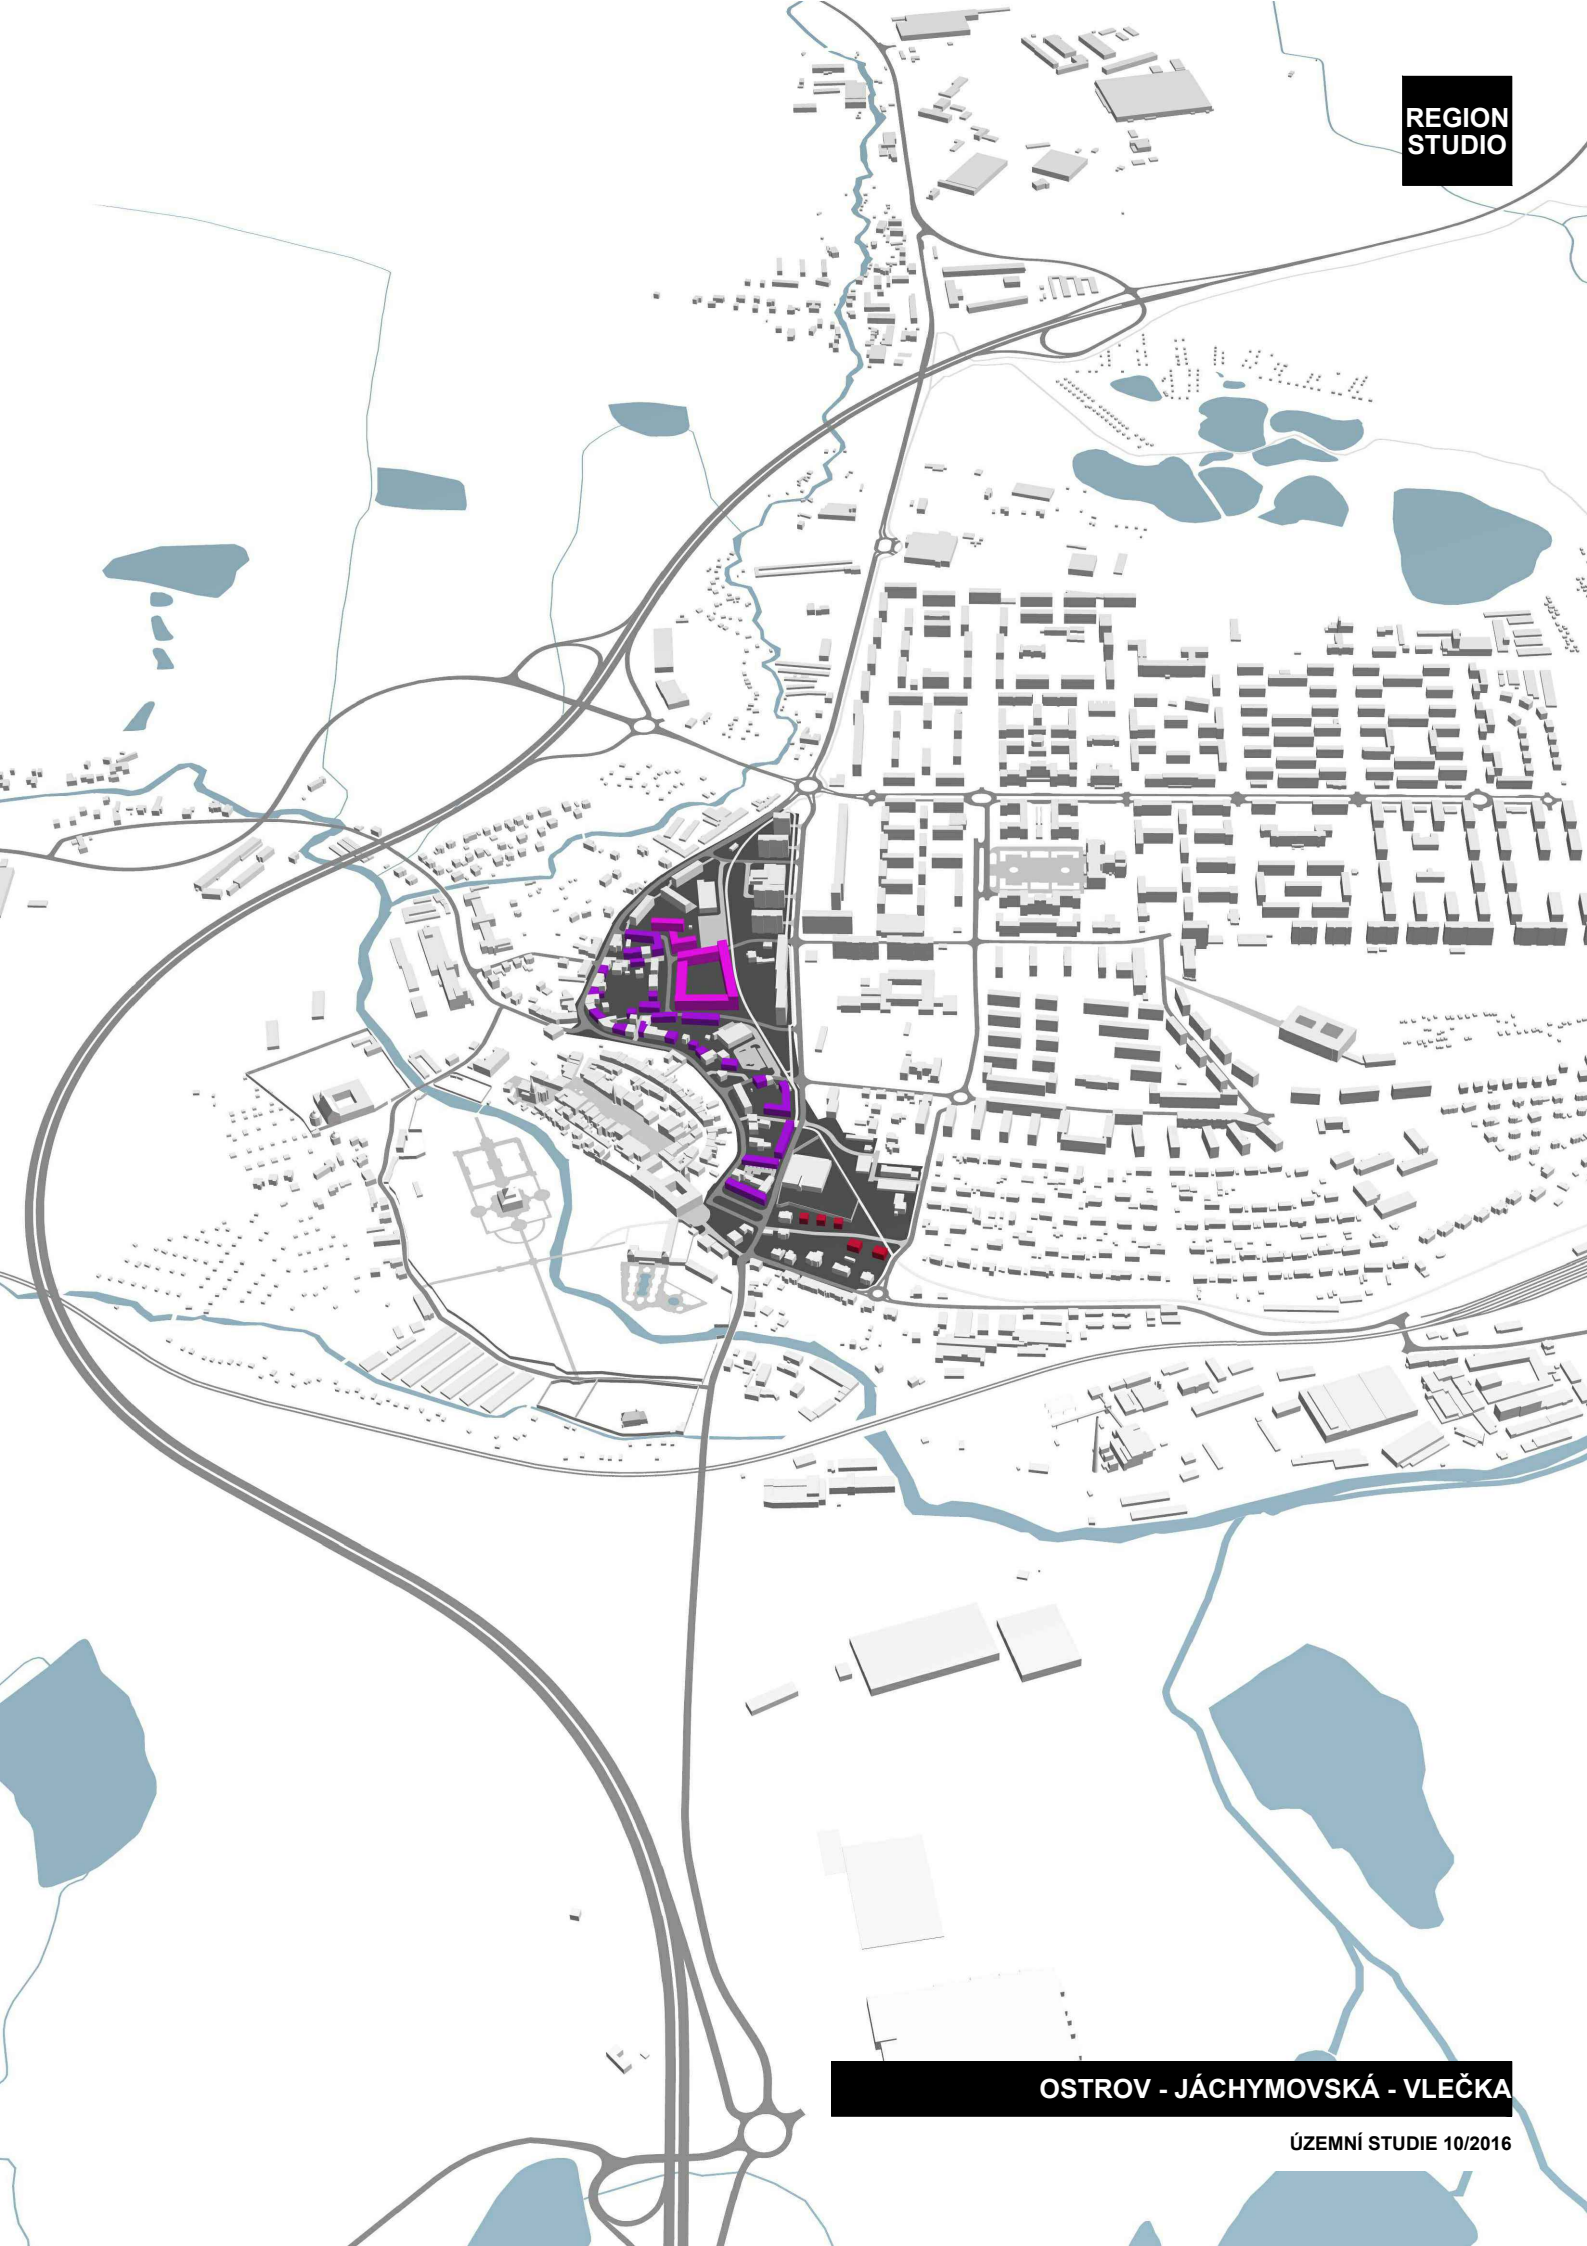 REGION
STUDIO
OSTROV - JÁCHYMOVSKÁ - VLEČKA
ÚZEMNÍ STUDIE 10/2016